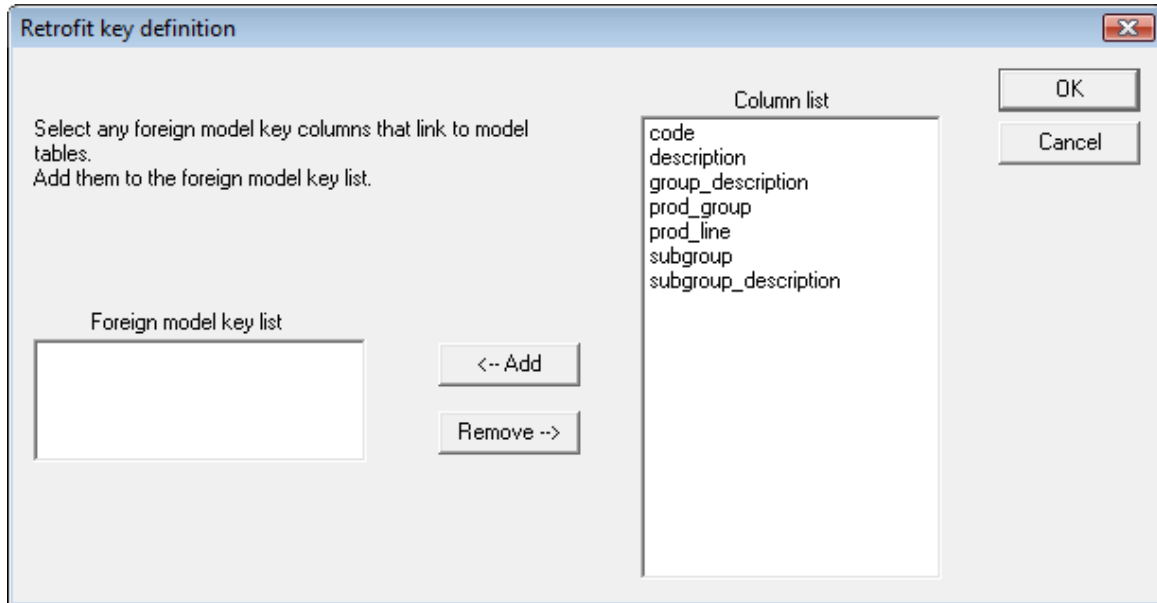 Retrofit key definition
Select any foreign model key columns that link to model
tables.
Add them to the foreign model key list.
Foreign model key list
<-- Add
Remove -->
Column list
code
description
group_description
prod_group
prod_line
subgroup
subgroup_description
OK
Cancel